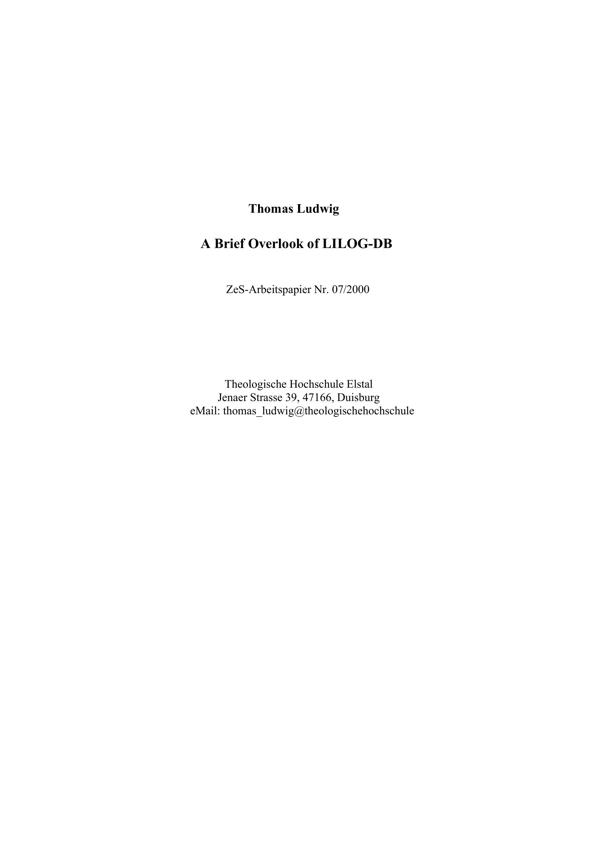 Thomas Ludwig
A Brief Overlook of LILOG-DB
ZeS-Arbeitspapier Nr. 07/2000
Theologische Hochschule Elstal
Jenaer Strasse 39, 47166, Duisburg
eMail: thomas_ludwig@theologischehochschule